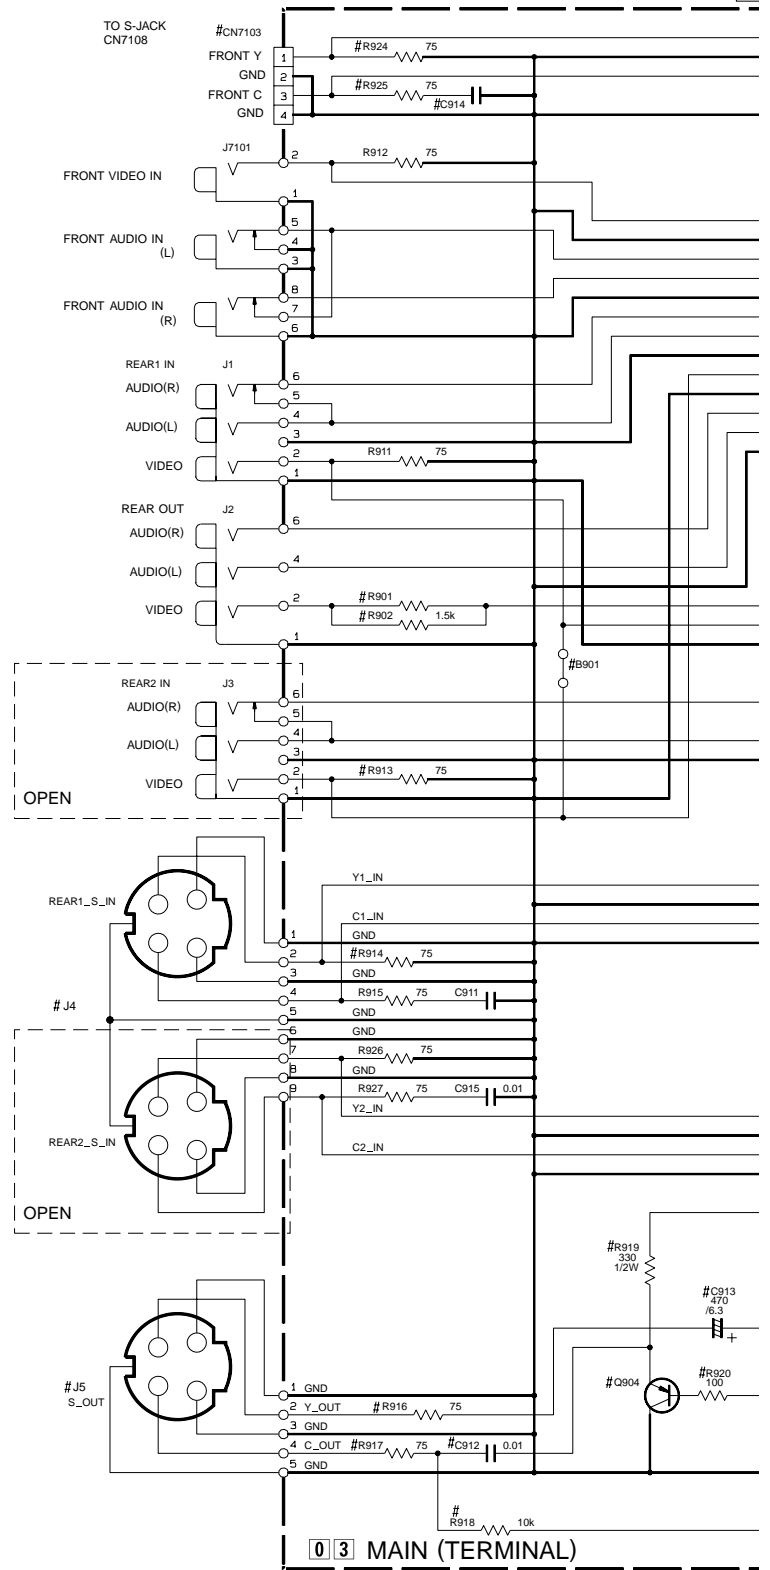 TO S-JACK
CN7108
#CN7103
FRONT Y 1
GND 2
FRONT C 3
GND 4
#R924 75
#R925 75
#C914
J7101
2
R912 75
FRONT VIDEO IN
1
5
FRONT AUDIO IN
(L)
4
3
8
FRONT AUDIO IN
(R)
7
6
REAR1 IN J1
AUDIO(R)
6
5
AUDIO(L)
4
3
VIDEO
2
R911 75
1
REAR OUT J2
AUDIO(R)
6
AUDIO(L)
4
VIDEO
2
#R901
#R902 1.5k
1
#B901
REAR2 IN J3
AUDIO(R)
6
5
AUDIO(L)
4
3
VIDEO
2
#R913 75
1
OPEN
Y1_IN
REAR1_S_IN
C1_IN
1 GND
2 #R914 75
3 GND
4 R915 75 C911
# J4
5 GND
6 GND
7 R926 75
8 GND
9 R927 75 C915 0.01
Y2_IN
REAR2_S_IN
C2_IN
OPEN
#R919
330
1/2W
#C913
470
/6.3
+
#Q904
#R920
100
#J5
S_OUT
1 GND
2 Y_OUT #R916 75
3 GND
4 C_OUT #R917 75 #C912 0.01
5 GND
#
R918 10k
0 3 MAIN (TERMINAL)